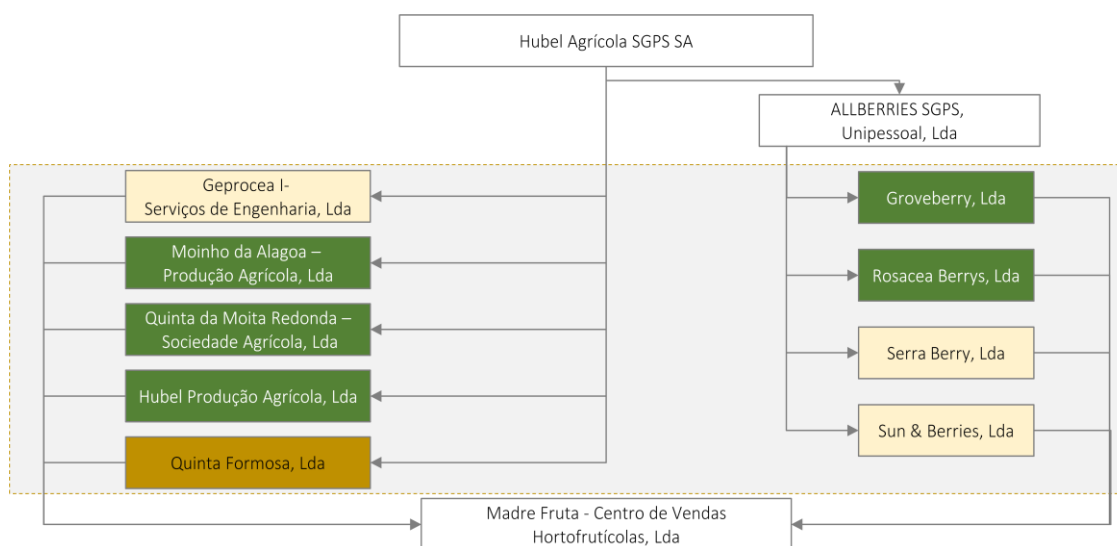 Hubel Agrícola SGPS SA
ALLBERRIES SGPS,
Unipessoal, Lda
Geprocea I-
Serviços de Engenharia, Lda
Moinho da Alagoa –
Produção Agrícola, Lda
Quinta da Moita Redonda –
Sociedade Agrícola, Lda
Hubel Produção Agrícola, Lda
Quinta Formosa, Lda
Groveberry, Lda
Rosacea Berrys, Lda
Serra Berry, Lda
Sun & Berries, Lda
Madre Fruta - Centro de Vendas
Hortofrutícolas, Lda